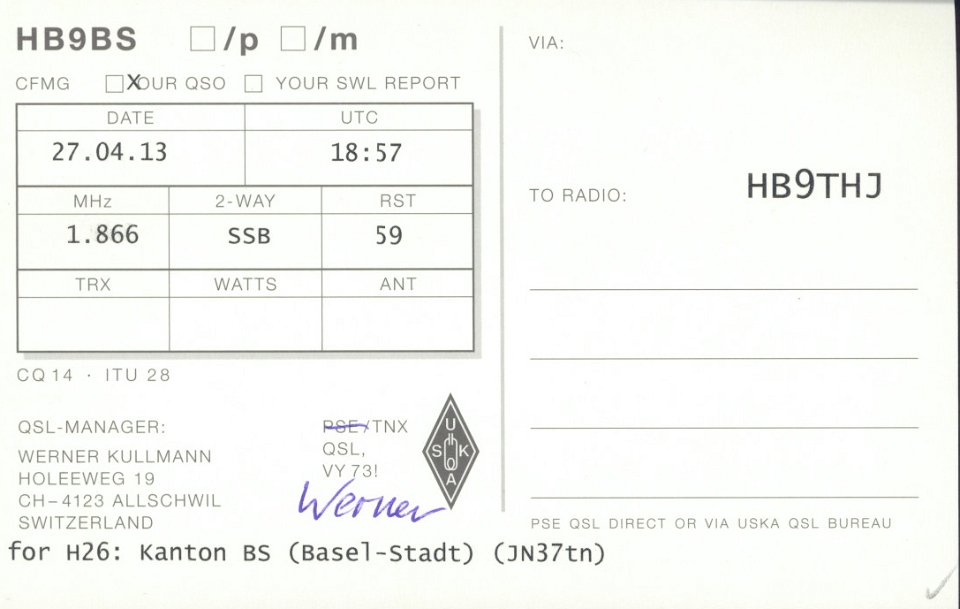 HB9BS □/p □/m
CFMG □XOUR QSO □ YOUR SWL REPORT
DATE UTC
27.04.13 18:57
MHz 2-WAY RST
1.866 SSB 59
TRX WATTS ANT
CQ 14 · ITU 28
QSL-MANAGER:
WERNER KULLMANN
HOLEEWEG 19
CH-4123 ALLSCHWIL
SWITZERLAND
PSE/TNX
QSL,
VY 73!
Werner
USKA
for H26: Kanton BS (Basel-Stadt) (JN37tn)
VIA:
TO RADIO: HB9THJ
PSE QSL DIRECT OR VIA USKA QSL BUREAU